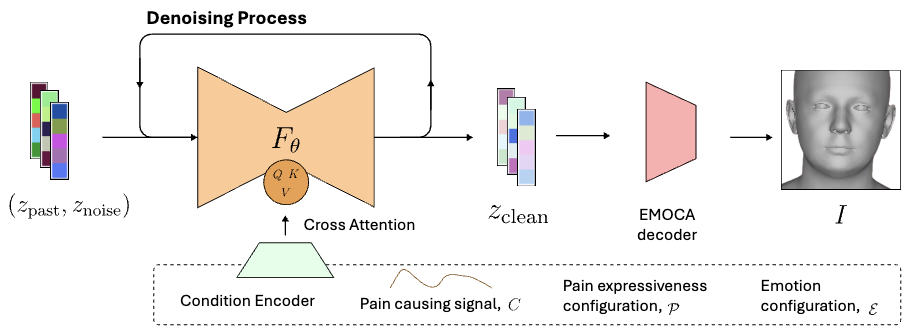 Denoising Process
F_θ
Q K
V
(z_past, z_noise)
z_clean
EMOCA
decoder
I
Cross Attention
Condition Encoder
Pain causing signal, C
Pain expressiveness
configuration, 𝒫
Emotion
configuration, ℰ